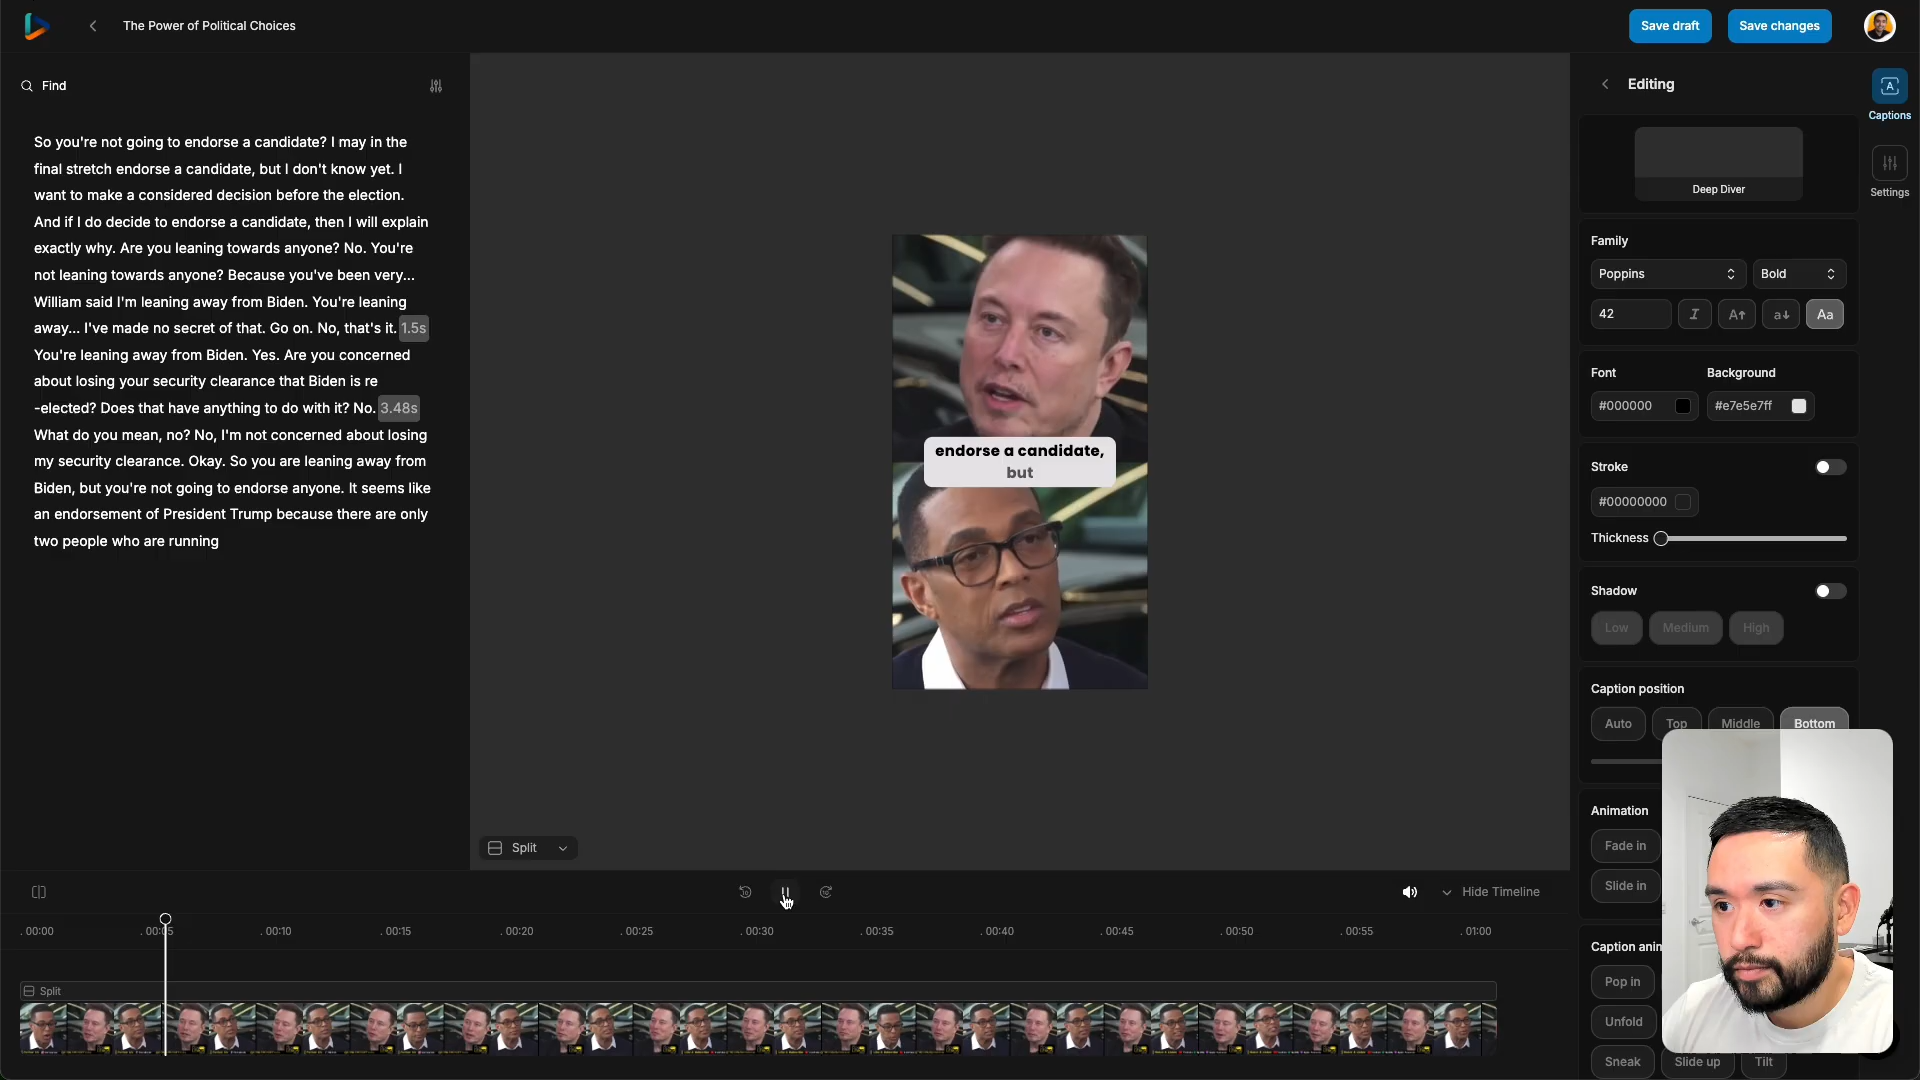 The Power of Political Choices
Save draft
Save changes
Find
So you're not going to endorse a candidate? I may in the
final stretch endorse a candidate, but I don't know yet. I
want to make a considered decision before the election.
And if I do decide to endorse a candidate, then I will explain
exactly why. Are you leaning towards anyone? No. You're
not leaning towards anyone? Because you've been very...
William said I'm leaning away from Biden. You're leaning
away... I've made no secret of that. Go on. No, that's it. 1.5s
You're leaning away from Biden. Yes. Are you concerned
about losing your security clearance that Biden is re
-elected? Does that have anything to do with it? No. 3.48s
What do you mean, no? No, I'm not concerned about losing
my security clearance. Okay. So you are leaning away from
Biden, but you're not going to endorse anyone. It seems like
an endorsement of President Trump because there are only
two people who are running
endorse a candidate,
but
Split
Editing
Captions
Settings
Deep Diver
Family
Poppins
Bold
42
I
A↑
a↓
Aa
Font
Background
#000000
#e7e5e7ff
Stroke
#00000000
Thickness
Shadow
Low
Medium
High
Caption position
Auto
Top
Middle
Bottom
Animation
Fade in
Slide in
Caption ani
Pop in
Unfold
Sneak
Slide up
Tilt
Hide Timeline
. 00:00
. 00:05
. 00:10
. 00:15
. 00:20
. 00:25
. 00:30
. 00:35
. 00:40
. 00:45
. 00:50
. 00:55
. 01:00
Split